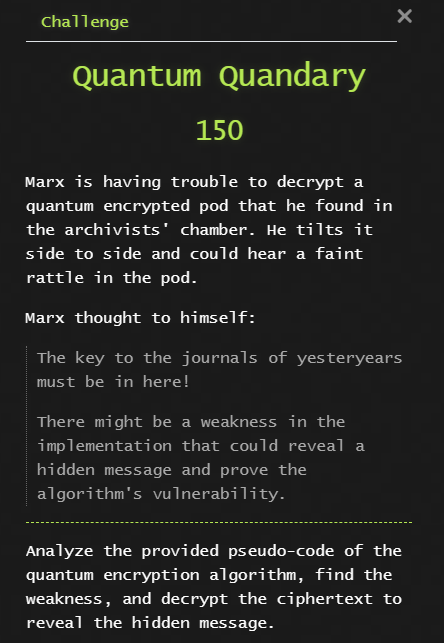 Challenge
×
Quantum Quandary
150
Marx is having trouble to decrypt a
quantum encrypted pod that he found in
the archivists' chamber. He tilts it
side to side and could hear a faint
rattle in the pod.
Marx thought to himself:
The key to the journals of yesteryears
must be in here!
There might be a weakness in the
implementation that could reveal a
hidden message and prove the
algorithm's vulnerability.
Analyze the provided pseudo-code of the
quantum encryption algorithm, find the
weakness, and decrypt the ciphertext to
reveal the hidden message.